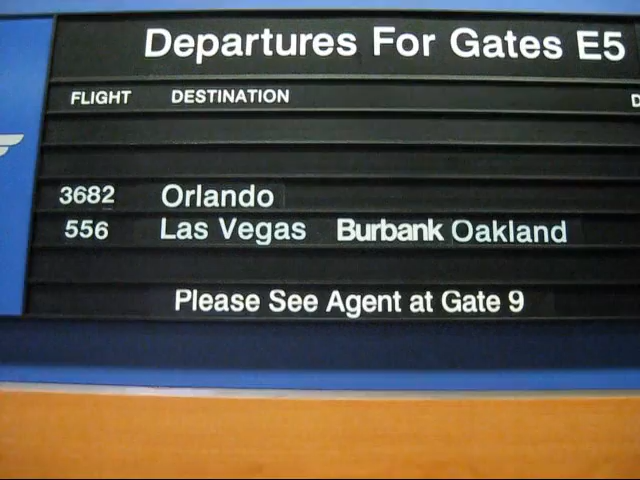 Departures For Gates E5
FLIGHT DESTINATION
3682 Orlando
556 Las Vegas Burbank Oakland
Please See Agent at Gate 9